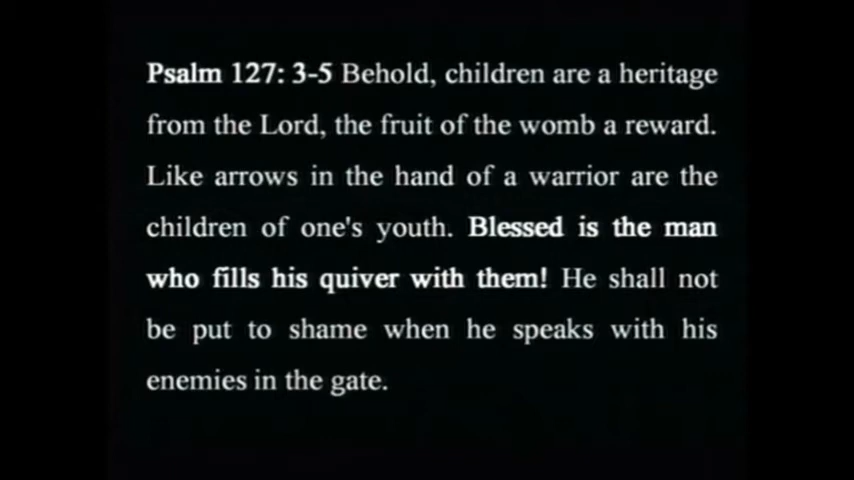 Psalm 127: 3-5 Behold, children are a heritage
from the Lord, the fruit of the womb a reward.
Like arrows in the hand of a warrior are the
children of one's youth. Blessed is the man
who fills his quiver with them! He shall not
be put to shame when he speaks with his
enemies in the gate.